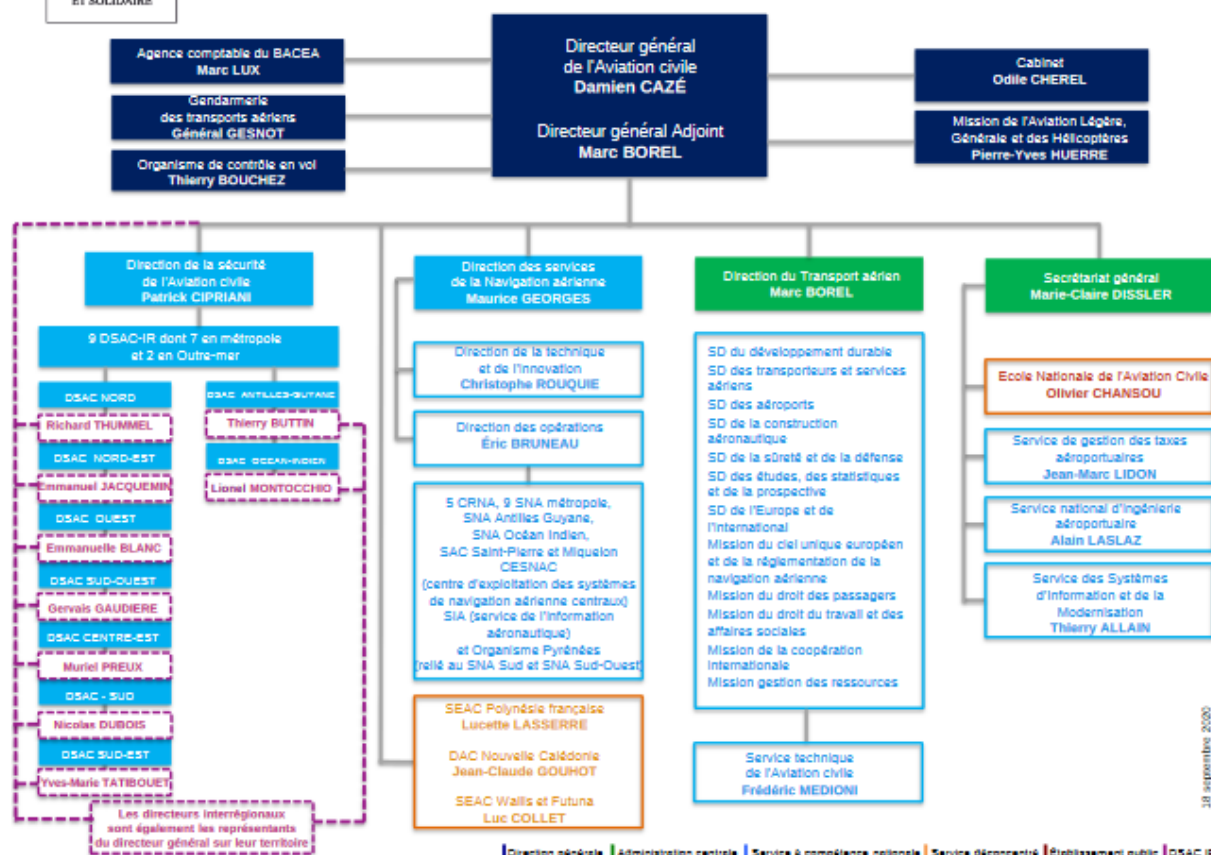 ET SOLIDAIRE
Agence comptable du BACEA
Marc LUX
Gendarmerie
des transports aériens
Général GESNOT
Organisme de contrôle en vol
Thierry BOUCHEZ
Directeur général
de l'Aviation civile
Damien CAZÉ
Directeur général Adjoint
Marc BOREL
Cabinet
Odile CHEREL
Mission de l'Aviation Légère,
Générale et des Hélicoptères
Pierre-Yves HUERRE
Direction de la sécurité
de l'Aviation civile
Patrick CIPRIANI
9 DSAC-IR dont 7 en métropole
et 2 en Outre-mer
DSAC NORD
Richard THUMMEL
DSAC NORD-EST
Emmanuel JACQUEMIN
DSAC OUEST
Emmanuelle BLANC
DSAC SUD-OUEST
Gervais GAUDIERE
DSAC CENTRE-EST
Muriel PREUX
DSAC - SUD
Nicolas DUBOIS
DSAC SUD-EST
Yves-Marie TATIBOUET
DSAC ANTILLES-GUYANE
Thierry BUTTIN
DSAC OCEAN-INDIEN
Lionel MONTOCCHIO
Les directeurs interrégionaux
sont également les représentants
du directeur général sur leur territoire
Direction des services
de la Navigation aérienne
Maurice GEORGES
Direction de la technique
et de l'innovation
Christophe ROUQUIE
Direction des opérations
Éric BRUNEAU
5 CRNA, 9 SNA métropole,
SNA Antilles Guyane,
SNA Océan Indien,
SAC Saint-Pierre et Miquelon
CESNAC
(centre d'exploitation des systèmes
de navigation aérienne centraux)
SIA (service de l'information
aéronautique)
et Organisme Pyrénées
(relié au SNA Sud et SNA Sud-Ouest)
SEAC Polynésie française
Lucette LASSERRE
DAC Nouvelle Calédonie
Jean-Claude GOUHOT
SEAC Wallis et Futuna
Luc COLLET
Direction du Transport aérien
Marc BOREL
SD du développement durable
SD des transporteurs et services
aériens
SD des aéroports
SD de la construction
aéronautique
SD de la sûreté et de la défense
SD des études, des statistiques
et de la prospective
SD de l'Europe et de
l'international
Mission du ciel unique européen
et de la réglementation de la
navigation aérienne
Mission du droit des passagers
Mission du droit du travail et des
affaires sociales
Mission de la coopération
internationale
Mission gestion des ressources
Service technique
de l'Aviation civile
Frédéric MEDIONI
Secrétariat général
Marie-Claire DISSLER
Ecole Nationale de l'Aviation Civile
Olivier CHANSOU
Service de gestion des taxes
aéroportuaires
Jean-Marc LIDON
Service national d'ingénierie
aéroportuaire
Alain LASLAZ
Service des Systèmes
d'Information et de la
Modernisation
Thierry ALLAIN
18 septembre 2020
Direction générale Administration centrale Service à compétence nationale Service déconcentré Établissement public DSAC IR